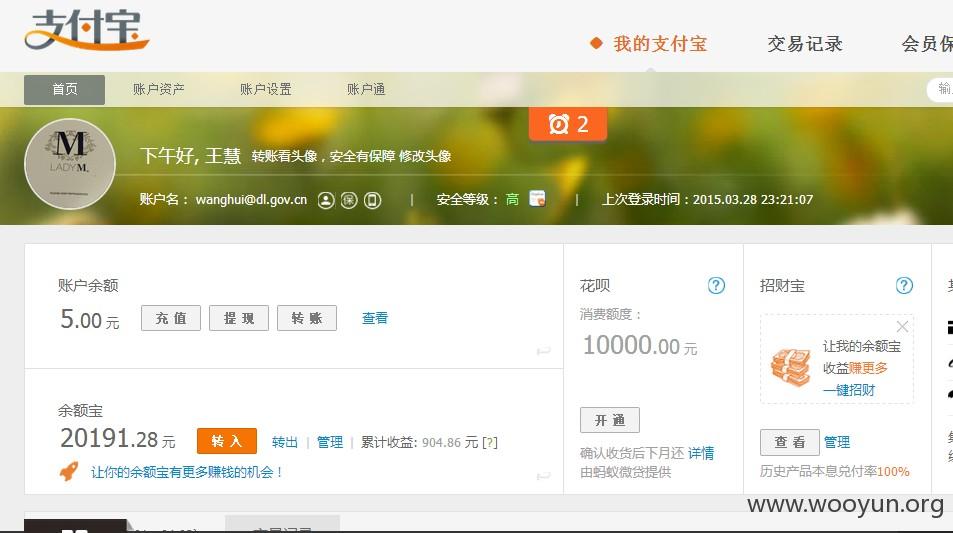 支付宝
我的支付宝 交易记录 会员保
首页 账户资产 账户设置 账户通 输
2
M
LADY M
下午好, 王慧 转账看头像，安全有保障 修改头像
账户名： wanghui@dl.gov.cn 保 | 安全等级： 高 | 上次登录时间：2015.03.28 23:21:07
账户余额
5.00 元 充 值 提 现 转 账 查看
余额宝
20191.28 元 转 入 转出 | 管理 | 累计收益: 904.86 元 [?]
让你的余额宝有更多赚钱的机会！
花呗 ?
消费额度：
10000.00 元
开 通
确认收货后下月还 详情
由蚂蚁微贷提供
招财宝 ?
让我的余额宝
收益赚更多
一键招财
查 看 管理
历史产品本息兑付率100%
www.wooyun.org
交易记录